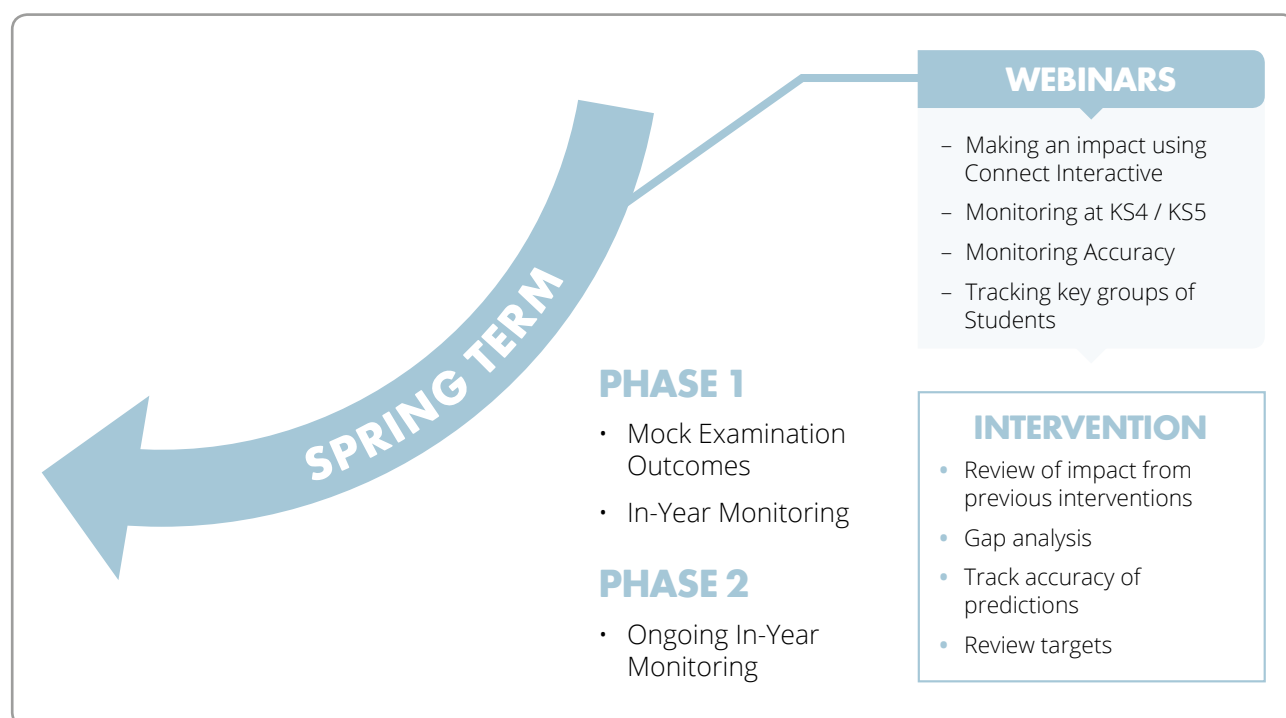 SPRING TERM
PHASE 1
• Mock Examination
Outcomes
• In-Year Monitoring
PHASE 2
• Ongoing In-Year
Monitoring
WEBINARS
– Making an impact using
Connect Interactive
– Monitoring at KS4 / KS5
– Monitoring Accuracy
– Tracking key groups of
Students
INTERVENTION
• Review of impact from
previous interventions
• Gap analysis
• Track accuracy of
predictions
• Review targets